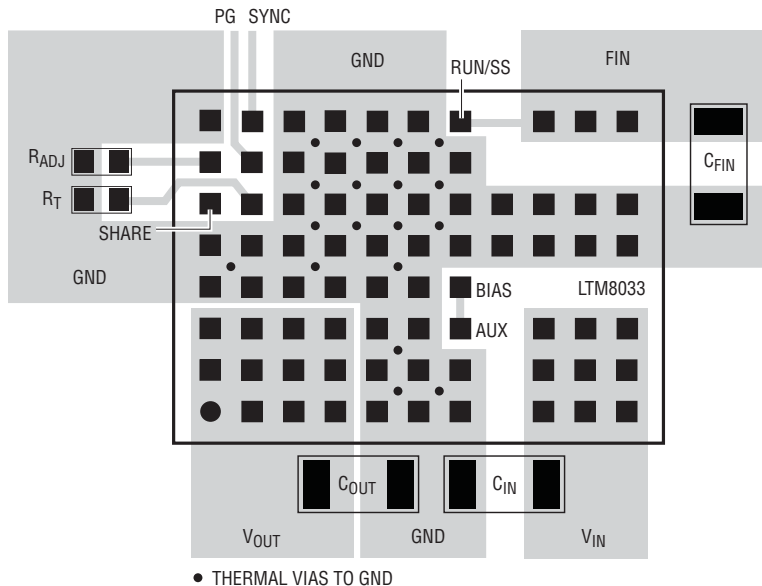 PG SYNC
GND
RUN/SS
FIN
RADJ
CFIN
RT
SHARE
GND
BIAS
LTM8033
AUX
COUT
CIN
VOUT
GND
VIN
● THERMAL VIAS TO GND